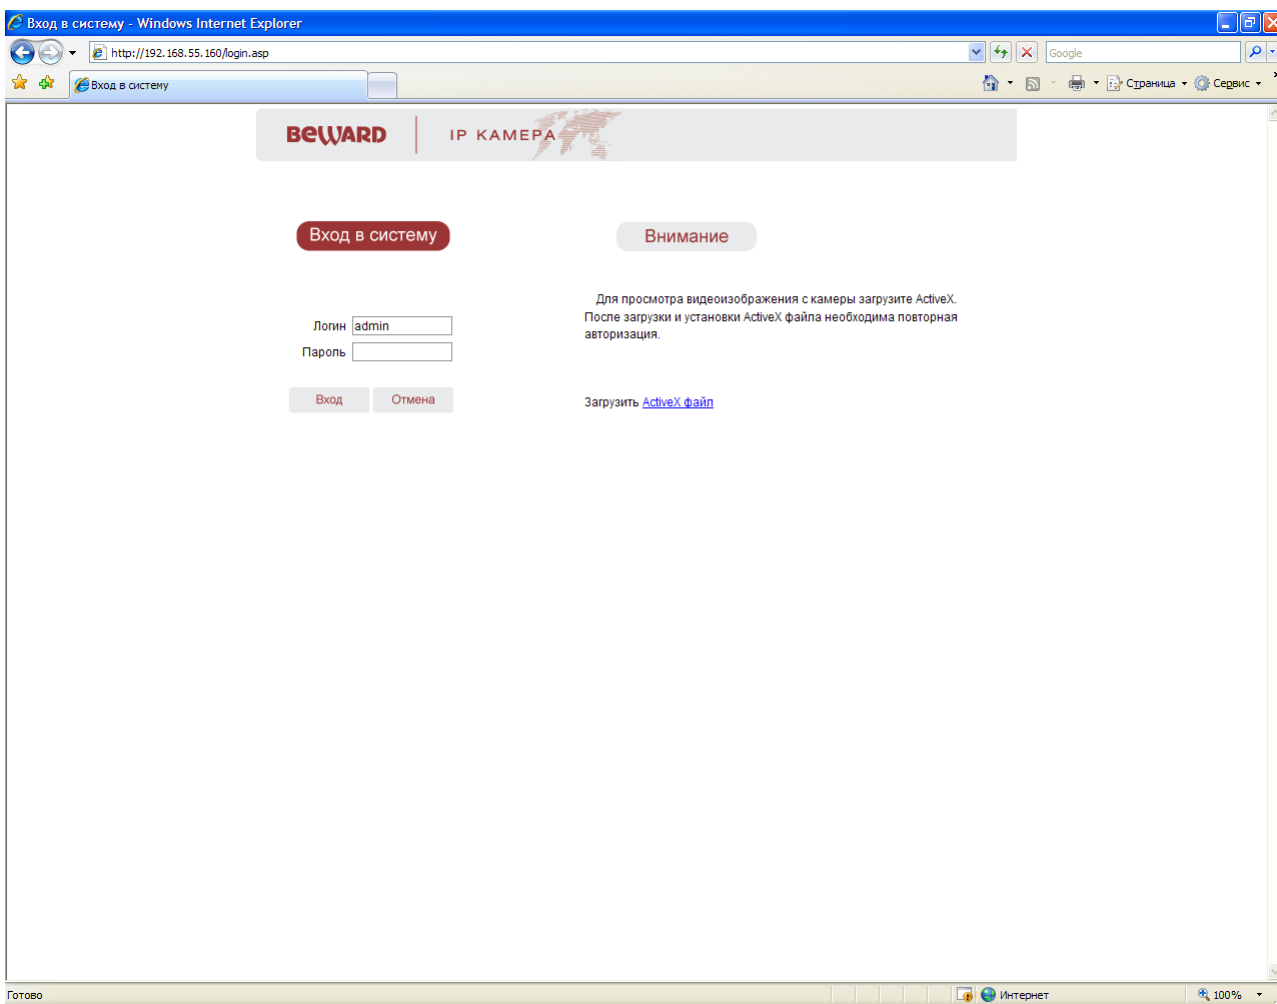 Вход в систему - Windows Internet Explorer
http://192.168.55.160/login.asp
Google
Вход в систему
Страница
Сервис
BEWARD
IP КАМЕРА
Вход в систему
Внимание
Для просмотра видеоизображения с камеры загрузите ActiveX.
После загрузки и установки ActiveX файла необходима повторная
авторизация.
Логин admin
Пароль
Вход Отмена
Загрузить ActiveX файл
Готово
Интернет
100%